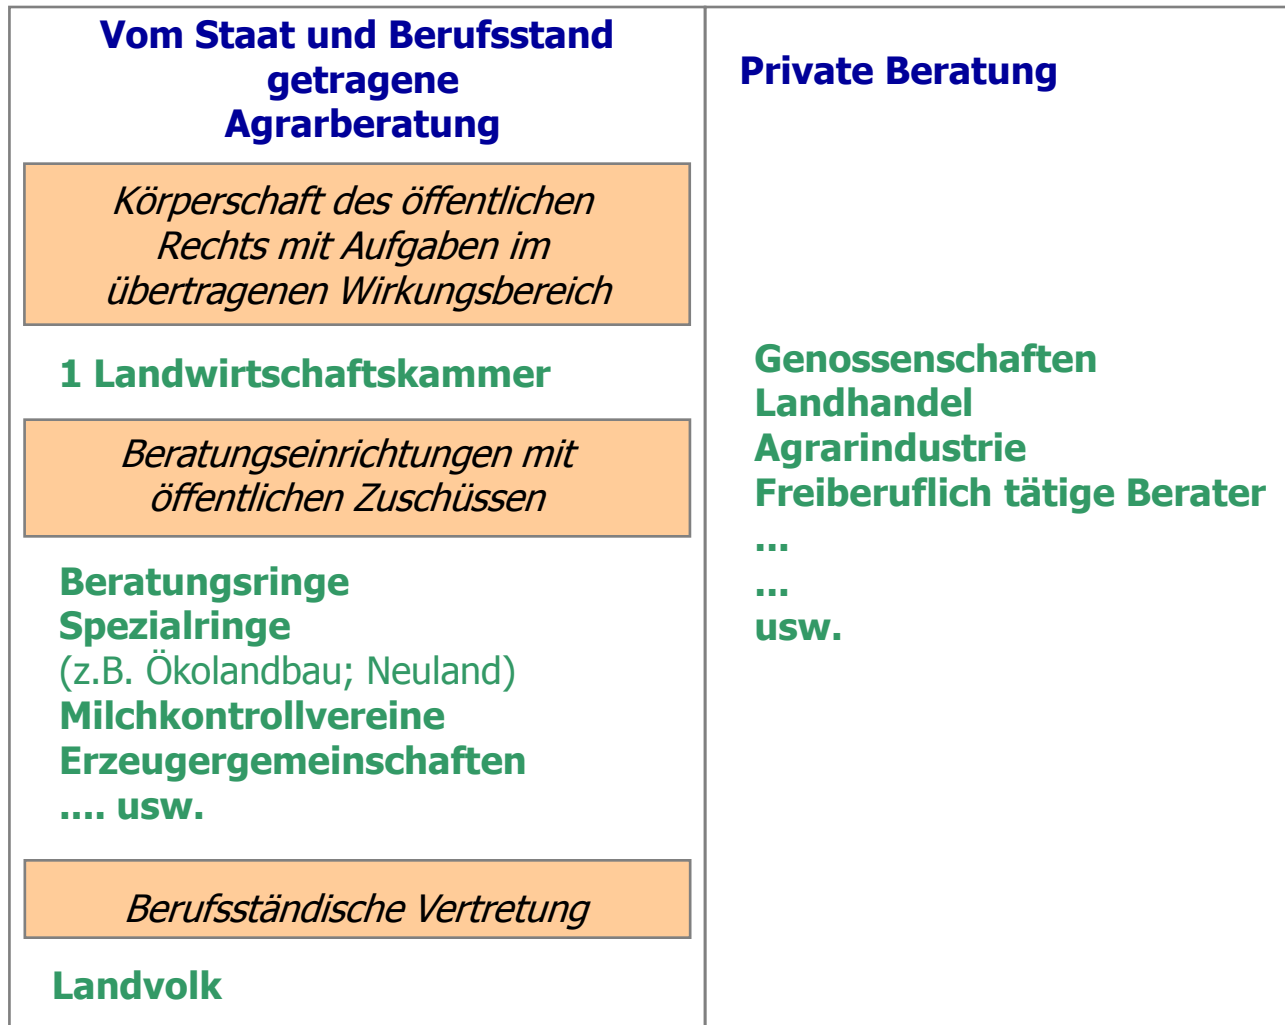 Vom Staat und Berufsstand
getragene
Agrarberatung
Körperschaft des öffentlichen
Rechts mit Aufgaben im
übertragenen Wirkungsbereich
1 Landwirtschaftskammer
Beratungseinrichtungen mit
öffentlichen Zuschüssen
Beratungsringe
Spezialringe
(z.B. Ökolandbau; Neuland)
Milchkontrollvereine
Erzeugergemeinschaften
.... usw.
Berufsständische Vertretung
Landvolk
Private Beratung
Genossenschaften
Landhandel
Agrarindustrie
Freiberuflich tätige Berater
...
...
usw.